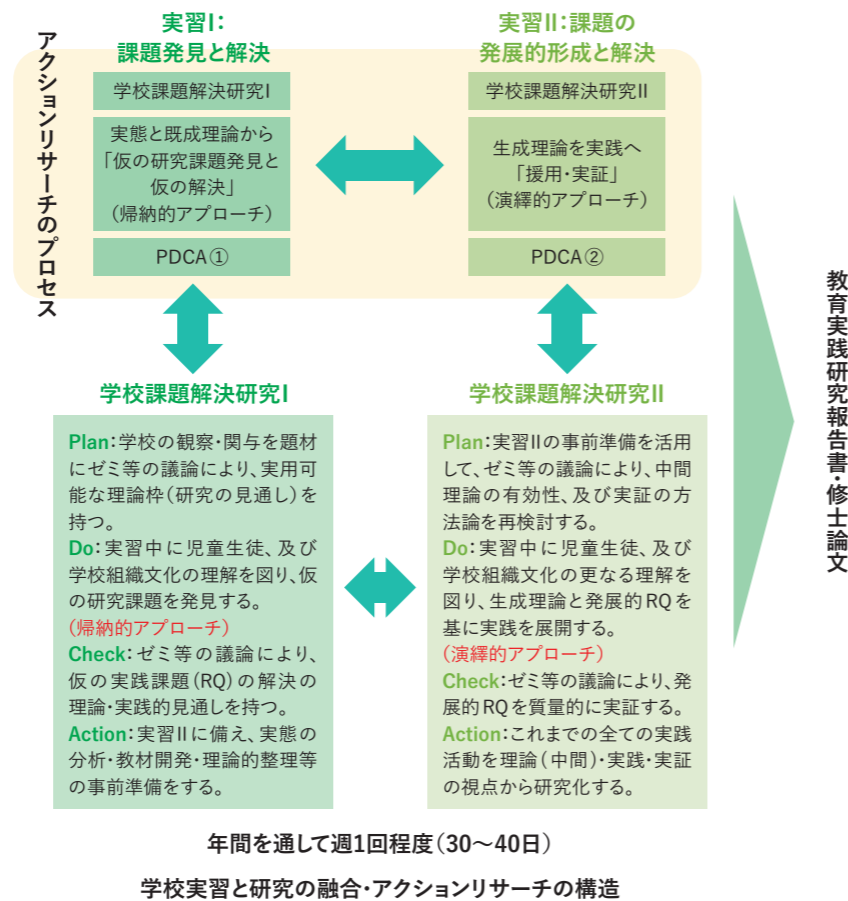 アクションリサーチのプロセス
実習I:
課題発見と解決
学校課題解決研究I
実態と既成理論から
「仮の研究課題発見と
仮の解決」
(帰納的アプローチ)
PDCA①
実習II:課題の
発展的形成と解決
学校課題解決研究II
生成理論を実践へ
「援用・実証」
(演繹的アプローチ)
PDCA②
学校課題解決研究I
Plan:学校の観察・関与を題材
にゼミ等の議論により、実用可
能な理論枠(研究の見通し)を
持つ。
Do:実習中に児童生徒、及び
学校組織文化の理解を図り、仮
の研究課題を発見する。
(帰納的アプローチ)
Check:ゼミ等の議論により、
仮の実践課題(RQ)の解決の
理論・実践的見通しを持つ。
Action:実習IIに備え、実態の
分析・教材開発・理論的整理等
の事前準備をする。
学校課題解決研究II
Plan:実習IIの事前準備を活用
して、ゼミ等の議論により、中間
理論の有効性、及び実証の方
法論を再検討する。
Do:実習中に児童生徒、及び
学校組織文化の更なる理解を
図り、生成理論と発展的RQを
基に実践を展開する。
(演繹的アプローチ)
Check:ゼミ等の議論により、発
展的RQを質量的に実証する。
Action:これまでの全ての実践
活動を理論(中間)・実践・実証
の視点から研究化する。
教育実践研究報告書・修士論文
年間を通して週1回程度(30〜40日)
学校実習と研究の融合・アクションリサーチの構造